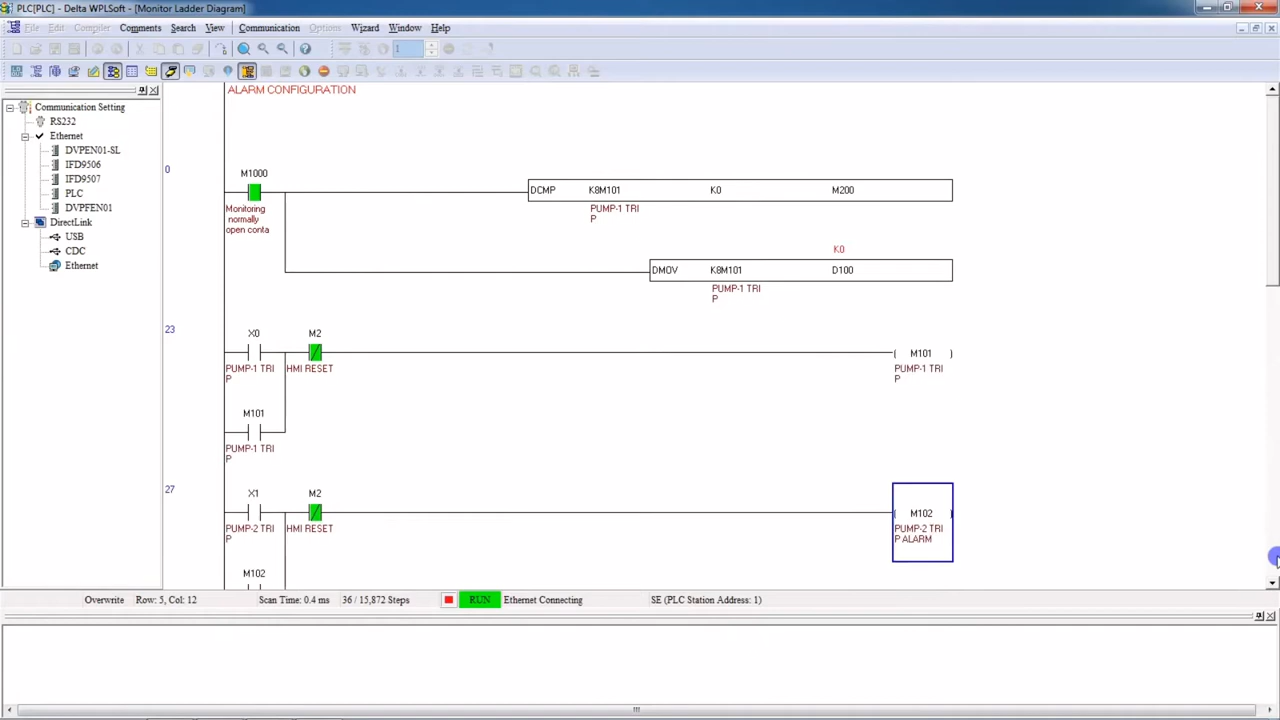 PLC[PLC] - Delta WPLSoft - [Monitor Ladder Diagram]
File Edit Compiler Comments Search View Communication Options Wizard Window Help
1
ALARM CONFIGURATION
Communication Setting
RS232
Ethernet
DVPEN01-SL
IFD9506
IFD9507
PLC
DVPFEN01
DirectLink
USB
CDC
Ethernet
0
M1000
DCMP K8M101 K0 M200
Monitoring
normally
open conta
PUMP-1 TRI
P
K0
DMOV K8M101 D100
PUMP-1 TRI
P
23
X0 M2
( M101 )
PUMP-1 TRI
P
HMI RESET
PUMP-1 TRI
P
M101
PUMP-1 TRI
P
27
X1 M2
( M102 )
PUMP-2 TRI
P
HMI RESET
PUMP-2 TRI
P ALARM
M102
Overwrite Row: 5, Col: 12 Scan Time: 0.4 ms 36 / 15,872 Steps RUN Ethernet Connecting SE (PLC Station Address: 1)